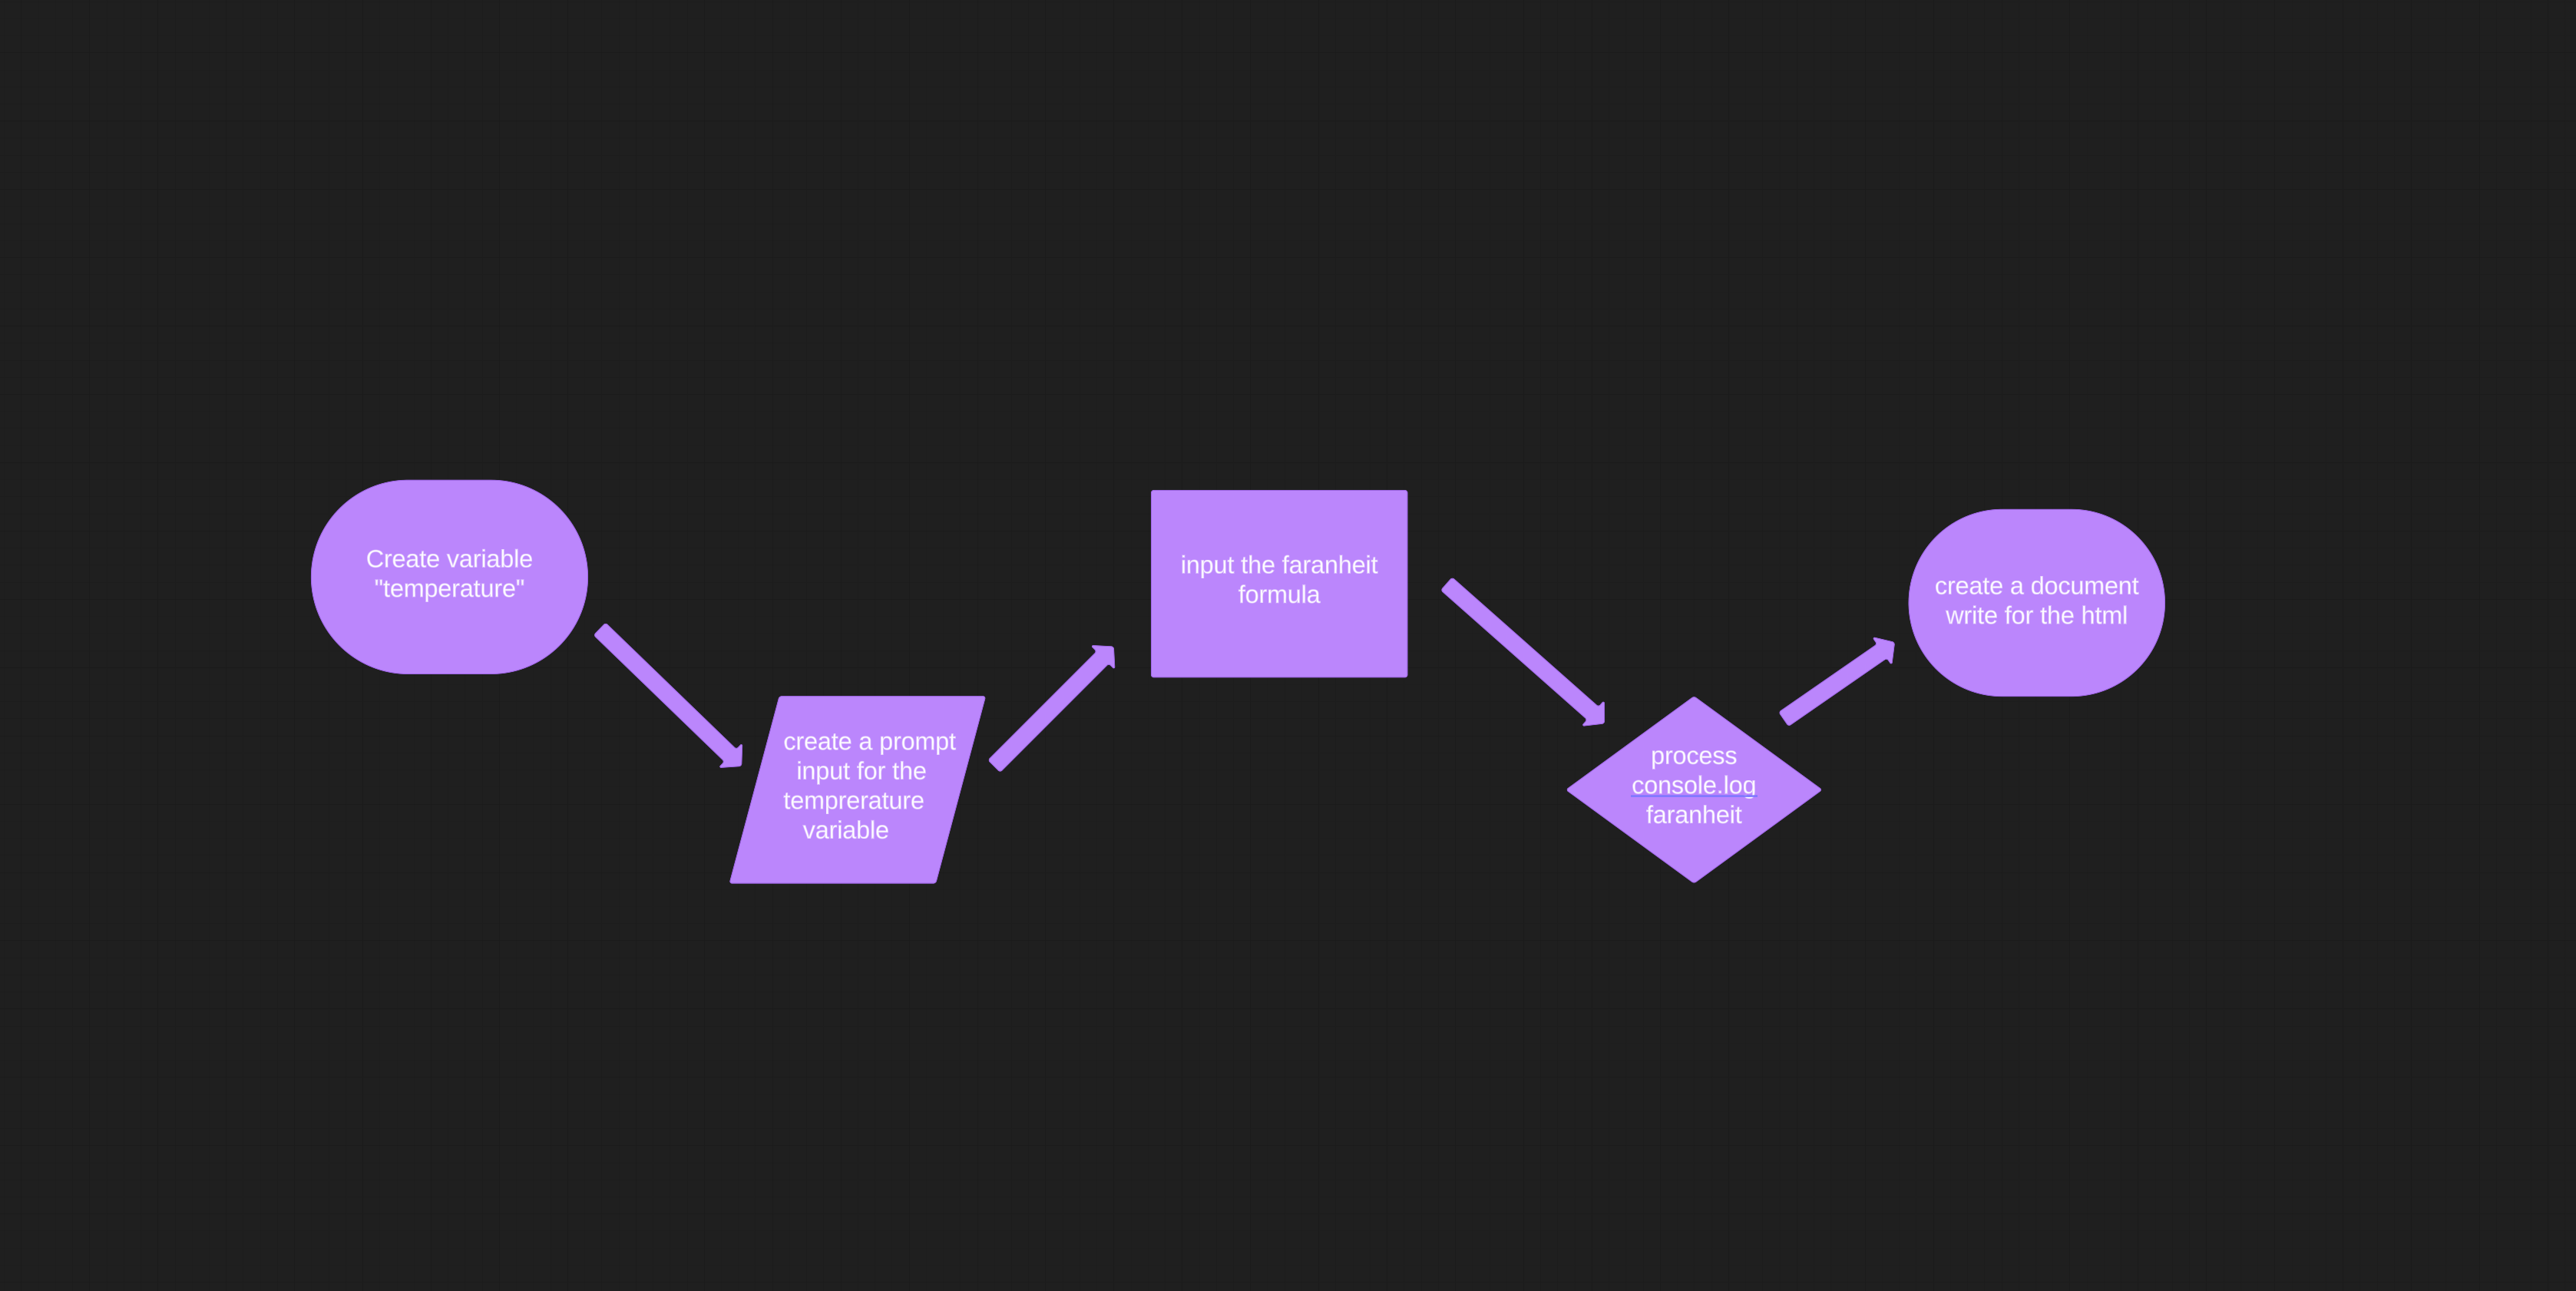 Create variable
"temperature"
create a prompt
input for the
temprerature
variable
input the faranheit
formula
process
console.log
faranheit
create a document
write for the html